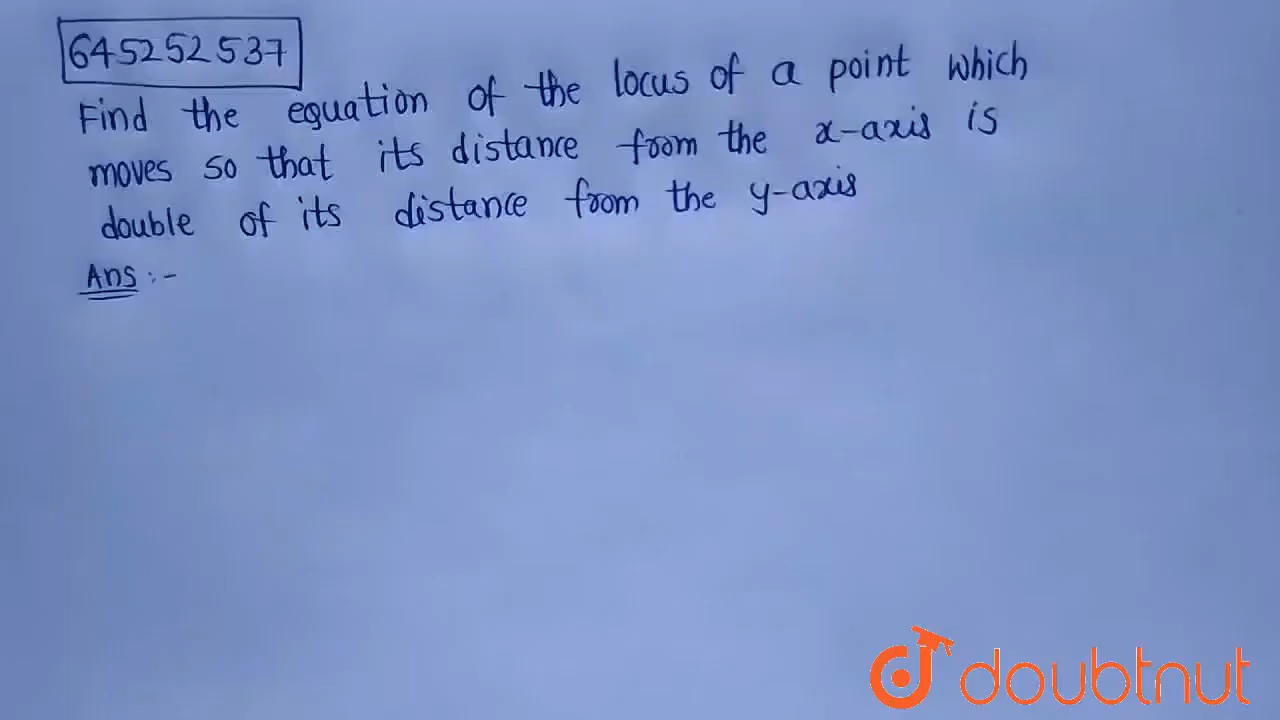 645252537
Find the equation of the locus of a point which
moves so that its distance from the x-axis is
double of its distance from the y-axis
Ans :-
doubtnut